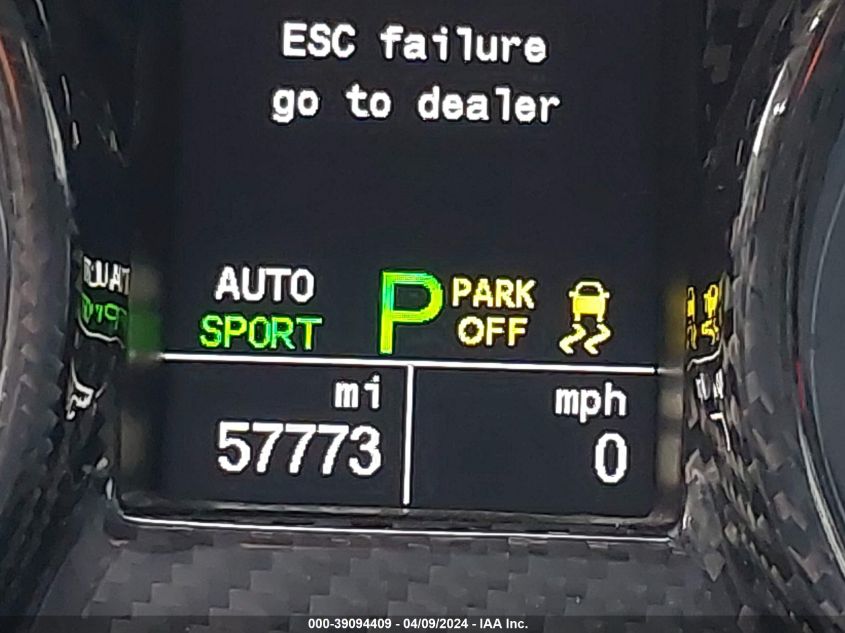 ESC failure
go to dealer
AUTO
SPORT
P
PARK
OFF
mi
57773
mph
0
000-39094409 - 04/09/2024 - IAA Inc.